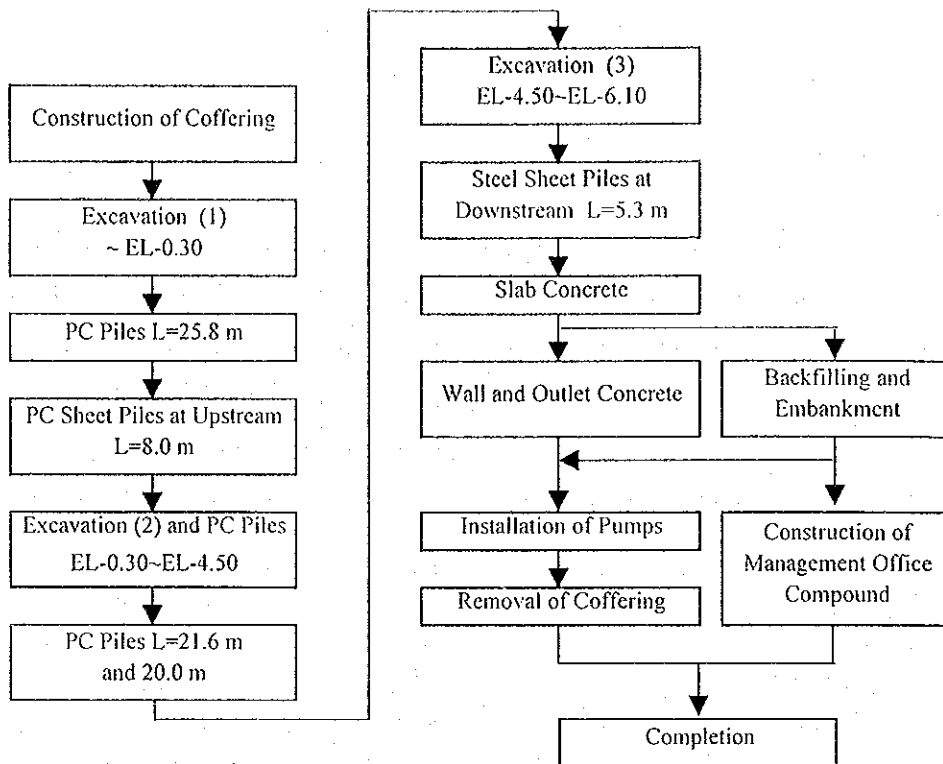 Construction of Coffering
Excavation (1)
~ EL-0.30
PC Piles L=25.8 m
PC Sheet Piles at Upstream
L=8.0 m
Excavation (2) and PC Piles
EL-0.30~EL-4.50
PC Piles L=21.6 m
and 20.0 m
Excavation (3)
EL-4.50~EL-6.10
Steel Sheet Piles at
Downstream L=5.3 m
Slab Concrete
Wall and Outlet Concrete
Backfilling and
Embankment
Installation of Pumps
Removal of Coffering
Construction of
Management Office
Compound
Completion